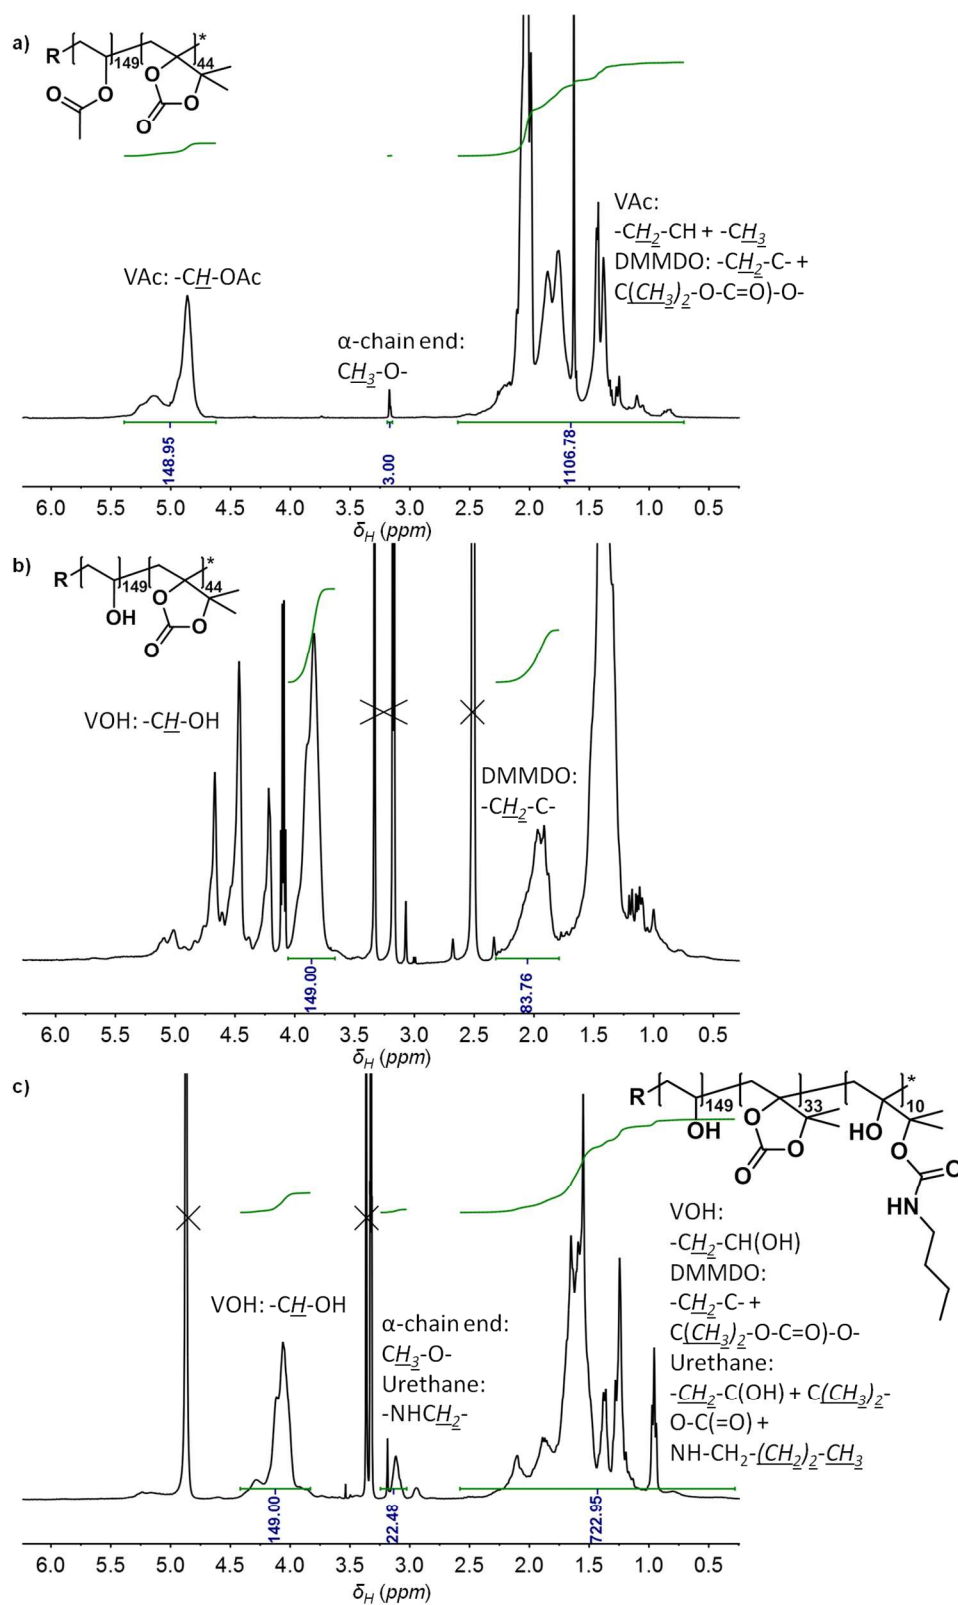 a)
R
*
149
44
O
O
O
O
O
O
VAc:
-CH2-CH + -CH3
DMMDO: -CH2-C- +
C(CH3)2-O-C=O)-O-
VAc: -CH-OAc
α-chain end:
CH3-O-
148.95
3.00
1106.78
6.0 5.5 5.0 4.5 4.0 3.5 3.0 2.5 2.0 1.5 1.0 0.5
δH (ppm)
b)
R
*
149
44
O
OH
O
O
VOH: -CH-OH
DMMDO:
-CH2-C-
149.00
83.76
6.0 5.5 5.0 4.5 4.0 3.5 3.0 2.5 2.0 1.5 1.0 0.5
δH (ppm)
c)
R
*
149
33
10
O
OH
HO
O
O
O
O
HN
VOH:
-CH2-CH(OH)
DMMDO:
-CH2-C- +
C(CH3)2-O-C=O)-O-
Urethane:
-CH2-C(OH) + C(CH3)2-
O-C(=O) +
NH-CH2-(CH2)2-CH3
VOH: -CH-OH
α-chain end:
CH3-O-
Urethane:
-NHCH2-
149.00
22.48
722.95
6.0 5.5 5.0 4.5 4.0 3.5 3.0 2.5 2.0 1.5 1.0 0.5
δH (ppm)